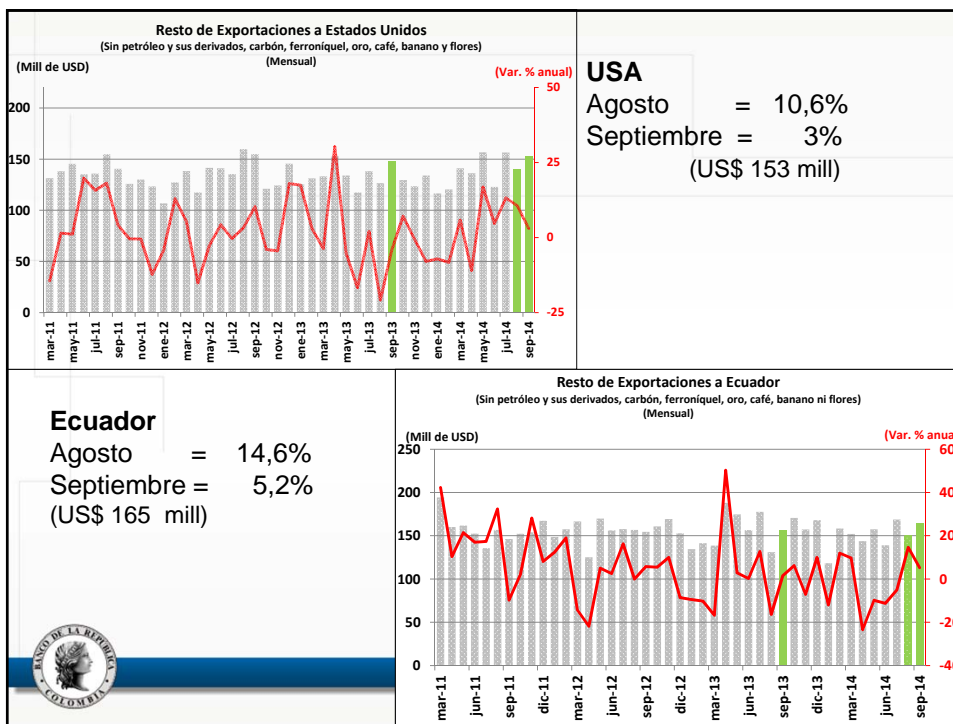 Resto de Exportaciones a Estados Unidos
(Sin petróleo y sus derivados, carbón, ferroníquel, oro, café, banano y flores)
(Mensual)
(Mill de USD)
(Var. % anual)
200
150
100
50
0
50
25
0
-25
mar-11
may-11
jul-11
sep-11
nov-11
ene-12
mar-12
may-12
jul-12
sep-12
nov-12
ene-13
mar-13
may-13
jul-13
sep-13
nov-13
ene-14
mar-14
may-14
jul-14
sep-14
USA
Agosto = 10,6%
Septiembre = 3%
(US$ 153 mill)
Ecuador
Agosto = 14,6%
Septiembre = 5,2%
(US$ 165 mill)
BANCO DE LA REPUBLICA
COLOMBIA
Resto de Exportaciones a Ecuador
(Sin petróleo y sus derivados, carbón, ferroníquel, oro, café, banano ni flores)
(Mensual)
(Mill de USD)
(Var. % anua
250
200
150
100
50
0
60
40
20
0
-20
-40
mar-11
jun-11
sep-11
dic-11
mar-12
jun-12
sep-12
dic-12
mar-13
jun-13
sep-13
dic-13
mar-14
jun-14
sep-14